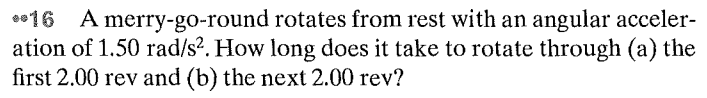 ••16 A merry-go-round rotates from rest with an angular acceler-
ation of 1.50 rad/s². How long does it take to rotate through (a) the
first 2.00 rev and (b) the next 2.00 rev?